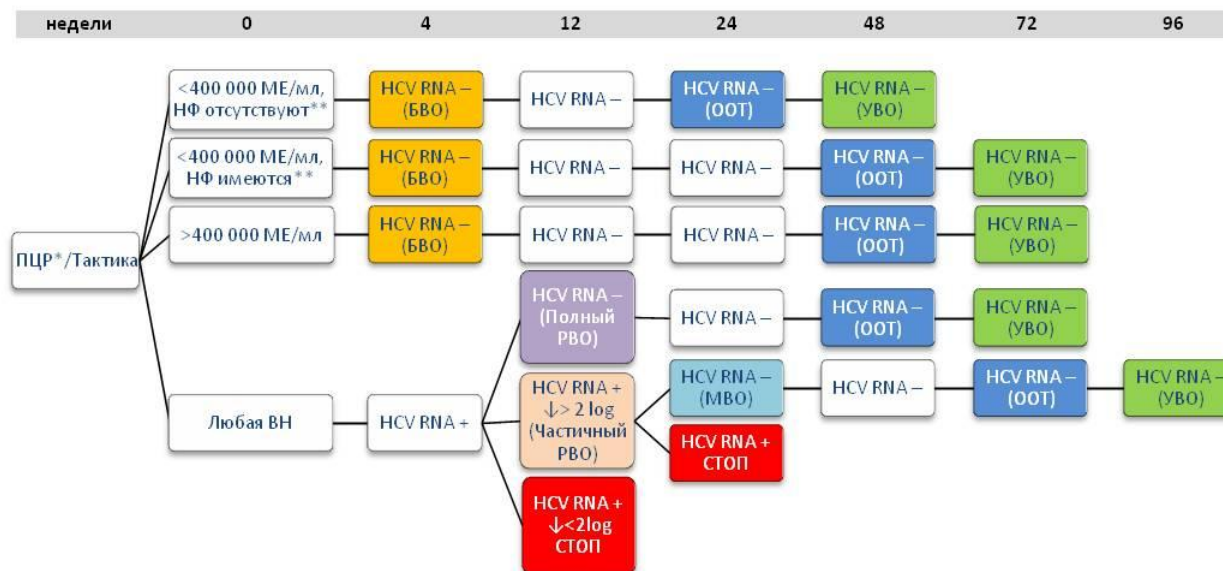 недели 0 4 12 24 48 72 96
<400 000 МЕ/мл,
НФ отсутствуют**
HCV RNA –
(БВО)
HCV RNA –
HCV RNA –
(ООТ)
HCV RNA –
(УВО)
<400 000 МЕ/мл,
НФ имеются**
HCV RNA –
(БВО)
HCV RNA –
HCV RNA –
HCV RNA –
(ООТ)
HCV RNA –
(УВО)
>400 000 МЕ/мл
HCV RNA –
(БВО)
HCV RNA –
HCV RNA –
HCV RNA –
(ООТ)
HCV RNA –
(УВО)
ПЦР*/Тактика
HCV RNA –
(Полный
РВО)
HCV RNA –
HCV RNA –
(ООТ)
HCV RNA –
(УВО)
Любая ВН
HCV RNA +
HCV RNA +
↓> 2 log
(Частичный
РВО)
HCV RNA –
(МВО)
HCV RNA –
HCV RNA –
(ООТ)
HCV RNA –
(УВО)
HCV RNA +
СТОП
HCV RNA +
↓<2log
СТОП